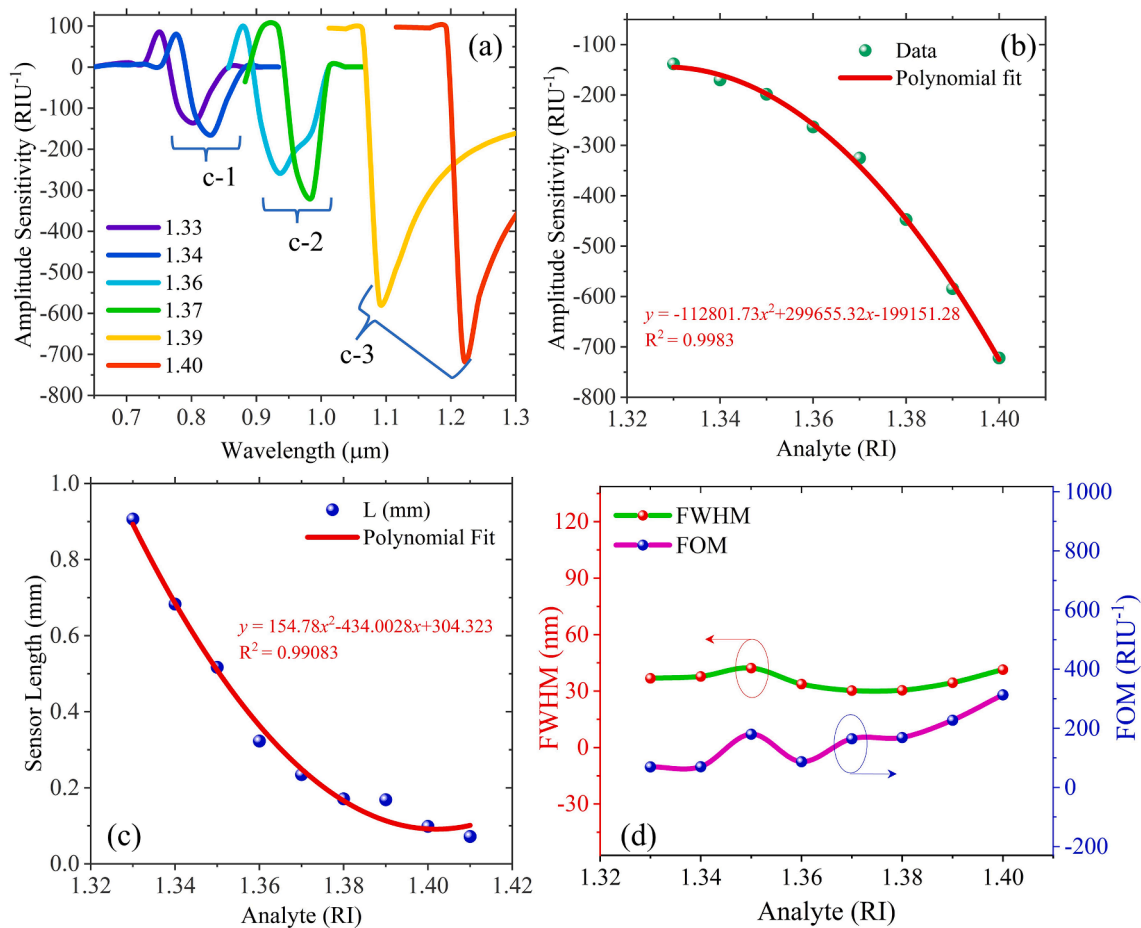 (a)
Amplitude Sensitivity (RIU⁻¹)
100
0
100
-200
-300
-400
-500
-600
-700
-800
c-1
c-2
c-3
1.33
1.34
1.36
1.37
1.39
1.40
0.7 0.8 0.9 1.0 1.1 1.2 1.3
Wavelength (μm)
(b)
Amplitude Sensitivity (RIU⁻¹)
-100
-200
-300
-400
-500
-600
-700
-800
Data
Polynomial fit
y = -112801.73x²+299655.32x-199151.28
R² = 0.9983
1.32 1.34 1.36 1.38 1.40
Analyte (RI)
(c)
Sensor Length (mm)
1.0
0.8
0.6
0.4
0.2
0.0
L (mm)
Polynomial Fit
y = 154.78x²-434.0028x+304.323
R² = 0.99083
1.32 1.34 1.36 1.38 1.40 1.42
Analyte (RI)
(d)
FWHM (nm)
120
90
60
30
0
-30
FWHM
FOM
1000
800
600
400
200
0
-200
FOM (RIU⁻¹)
1.32 1.34 1.36 1.38 1.40
Analyte (RI)